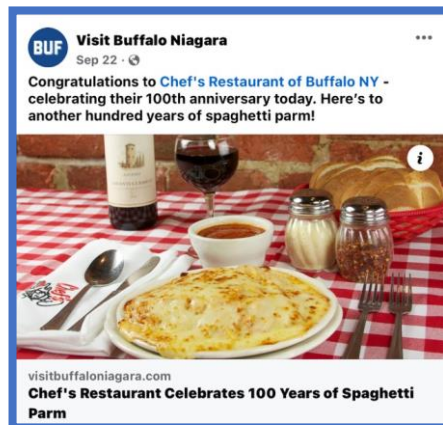 BUF
Visit Buffalo Niagara
Sep 22 ·
Congratulations to Chef's Restaurant of Buffalo NY -
celebrating their 100th anniversary today. Here’s to
another hundred years of spaghetti parm!
i
Chef's
visitbuffaloniagara.com
Chef's Restaurant Celebrates 100 Years of Spaghetti
Parm